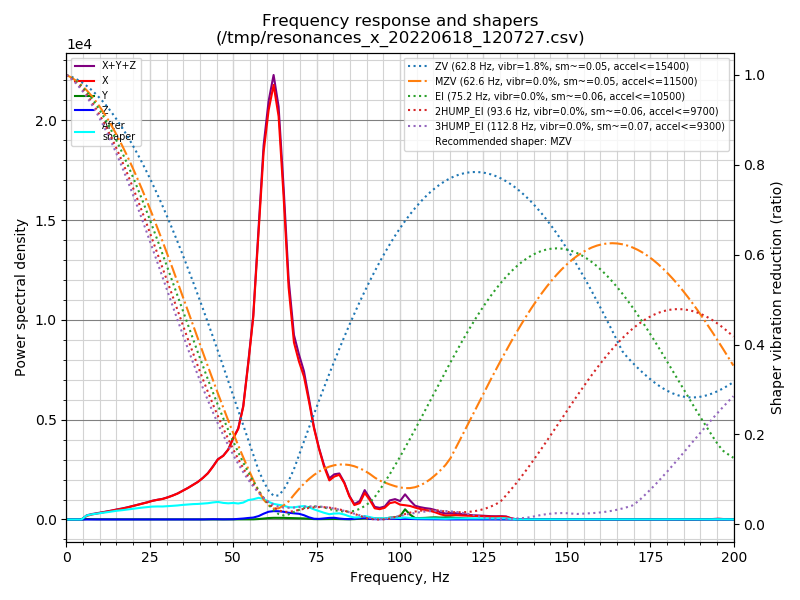 Frequency response and shapers
(/tmp/resonances_x_20220618_120727.csv)
1e4
X+Y+Z
X
Y
Z
After
shaper
ZV (62.8 Hz, vibr=1.8%, sm~=0.05, accel<=15400)
MZV (62.6 Hz, vibr=0.0%, sm~=0.05, accel<=11500)
EI (75.2 Hz, vibr=0.0%, sm~=0.06, accel<=10500)
2HUMP_EI (93.6 Hz, vibr=0.0%, sm~=0.06, accel<=9700)
3HUMP_EI (112.8 Hz, vibr=0.0%, sm~=0.07, accel<=9300)
Recommended shaper: MZV
Power spectral density
2.0
1.5
1.0
0.5
0.0
1.0
0.8
0.6
0.4
0.2
0.0
Shaper vibration reduction (ratio)
0 25 50 75 100 125 150 175 200
Frequency, Hz